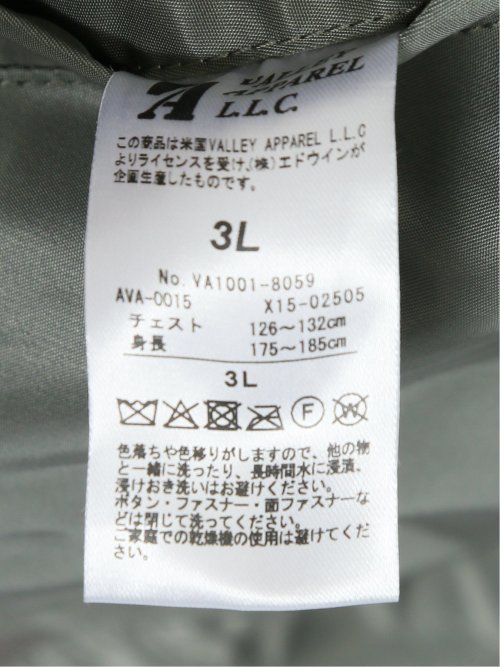 VALLEY
APPAREL
L.L.C.
この商品は米国VALLEY APPAREL L.L.C
よりライセンスを受け、(株)エドウインが
企画生産したものです。
3L
No. VA1001-8059
AVA-0015 X15-02505
チェスト 126～132cm
身長 175～185cm
3L
F W
色落ちや色移りがしますので、他の物
と一緒に洗ったり、長時間水に浸漬、
浸けおき洗いはお避けください。
ボタン・ファスナー・面ファスナーな
どは閉じて洗ってください。
ご家庭での乾燥機の使用は避けてくだ
さい。